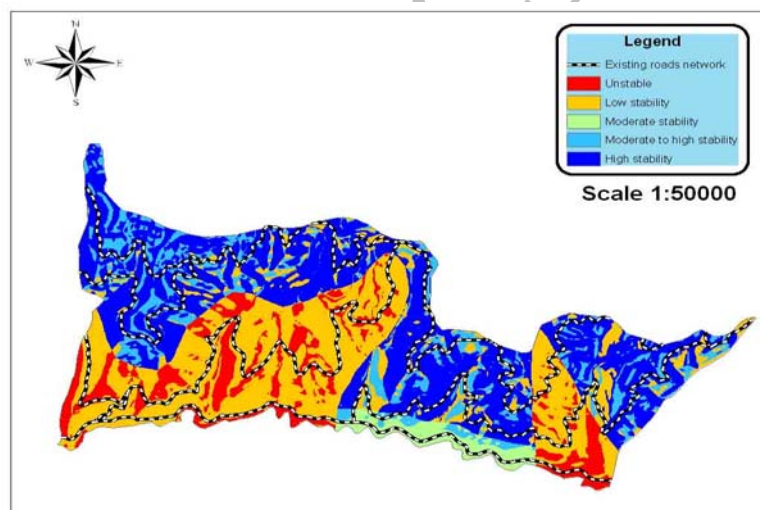 N
W E
S
Legend
Existing roads network
Unstable
Low stability
Moderate stability
Moderate to high stability
High stability
Scale 1:50000